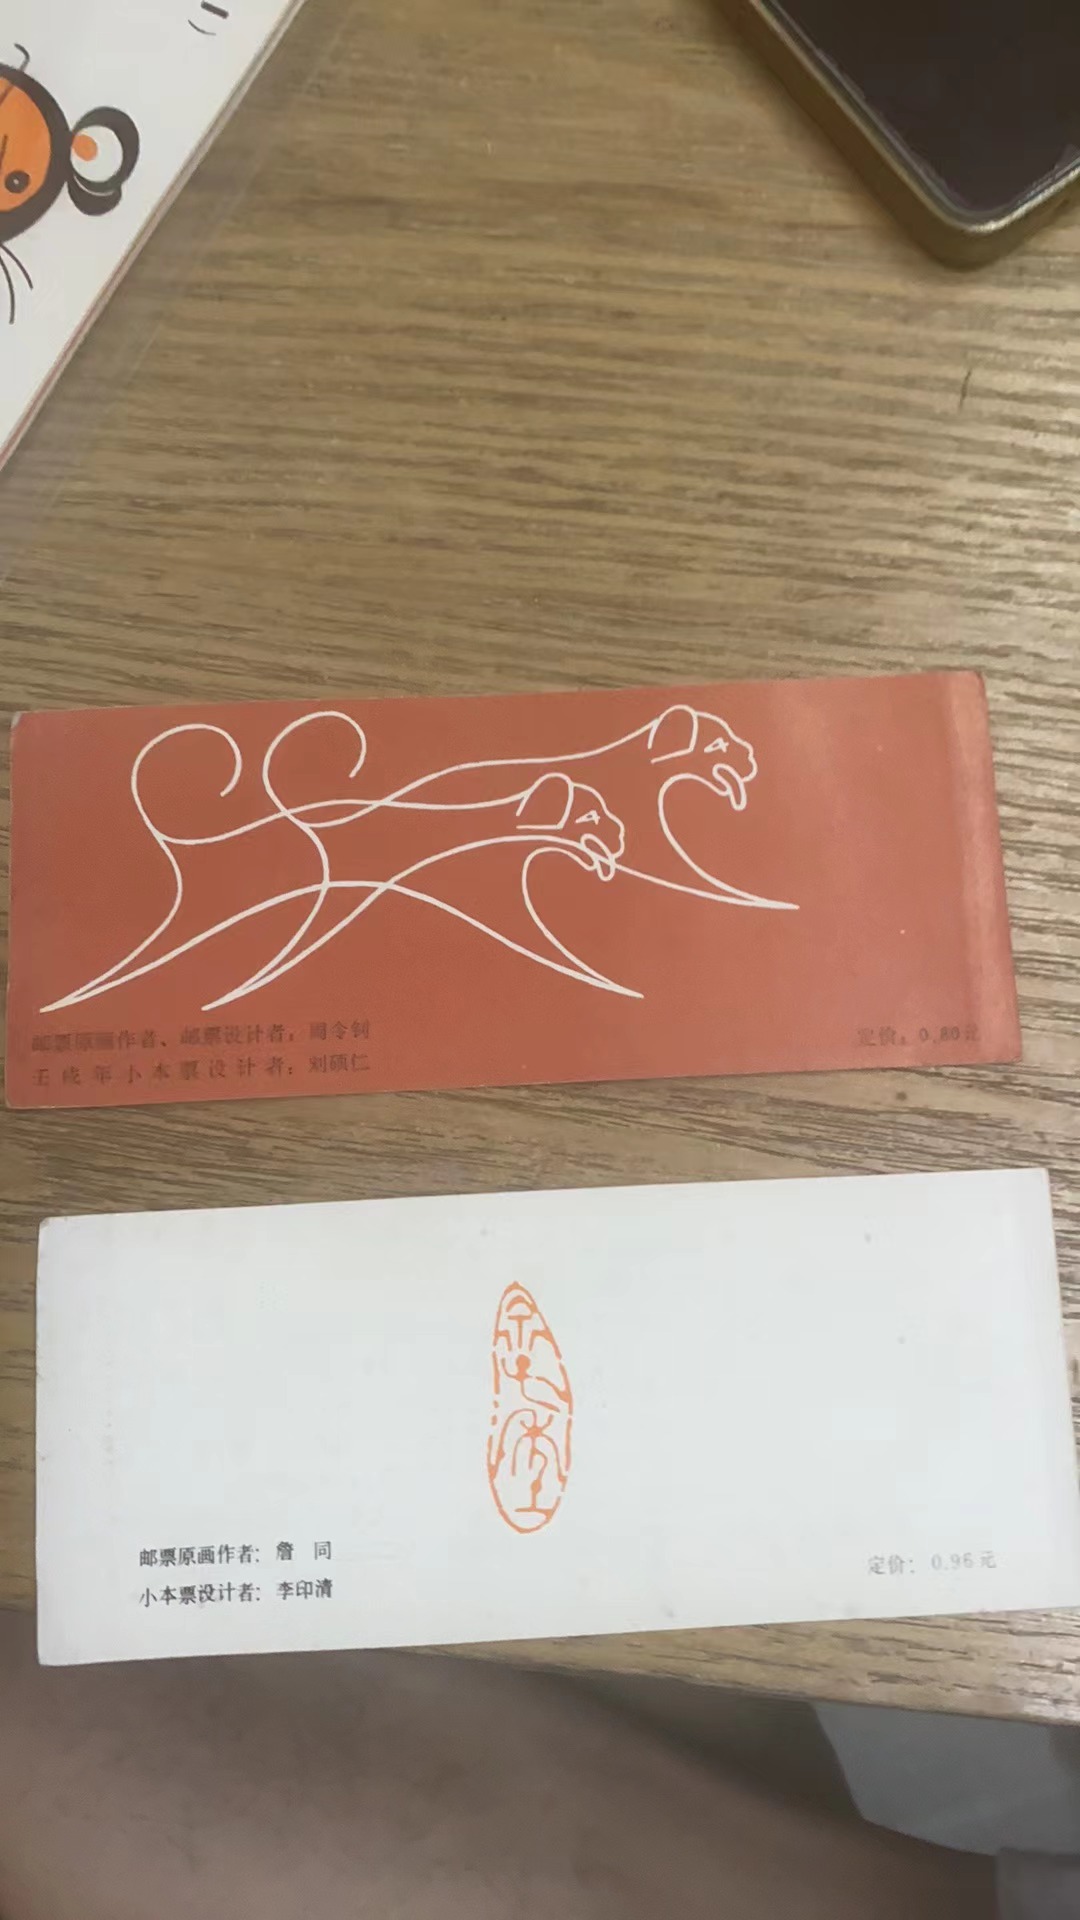 邮票原画作者、邮票设计者：周令钊
壬戌年小本票设计者：刘硕仁
定价：0.80元
邮票原画作者：詹 同
小本票设计者：李印清
定价：0.96元